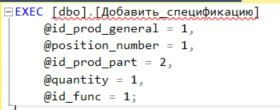 EXEC [dbo].[Добавить_спецификацию]
@id_prod_general = 1,
@position_number = 1,
@id_prod_part = 2,
@quantity = 1,
@id_func = 1;